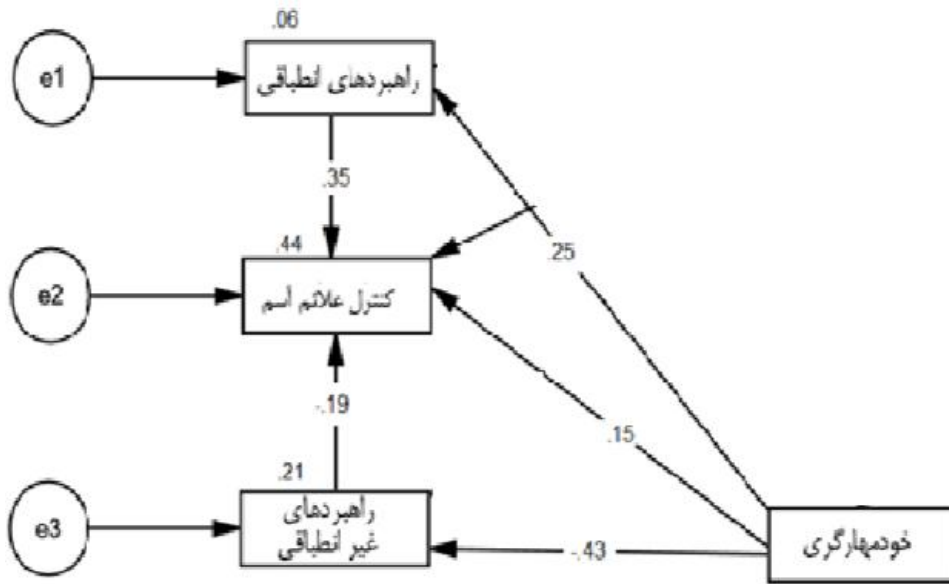 .06
e1
راهبردهای انطباقی
.35
.44
.25
e2
کنترل علائم آسم
-.19
.15
.21
e3
راهبردهای
غیر انطباقی
-.43
خودمهارگری